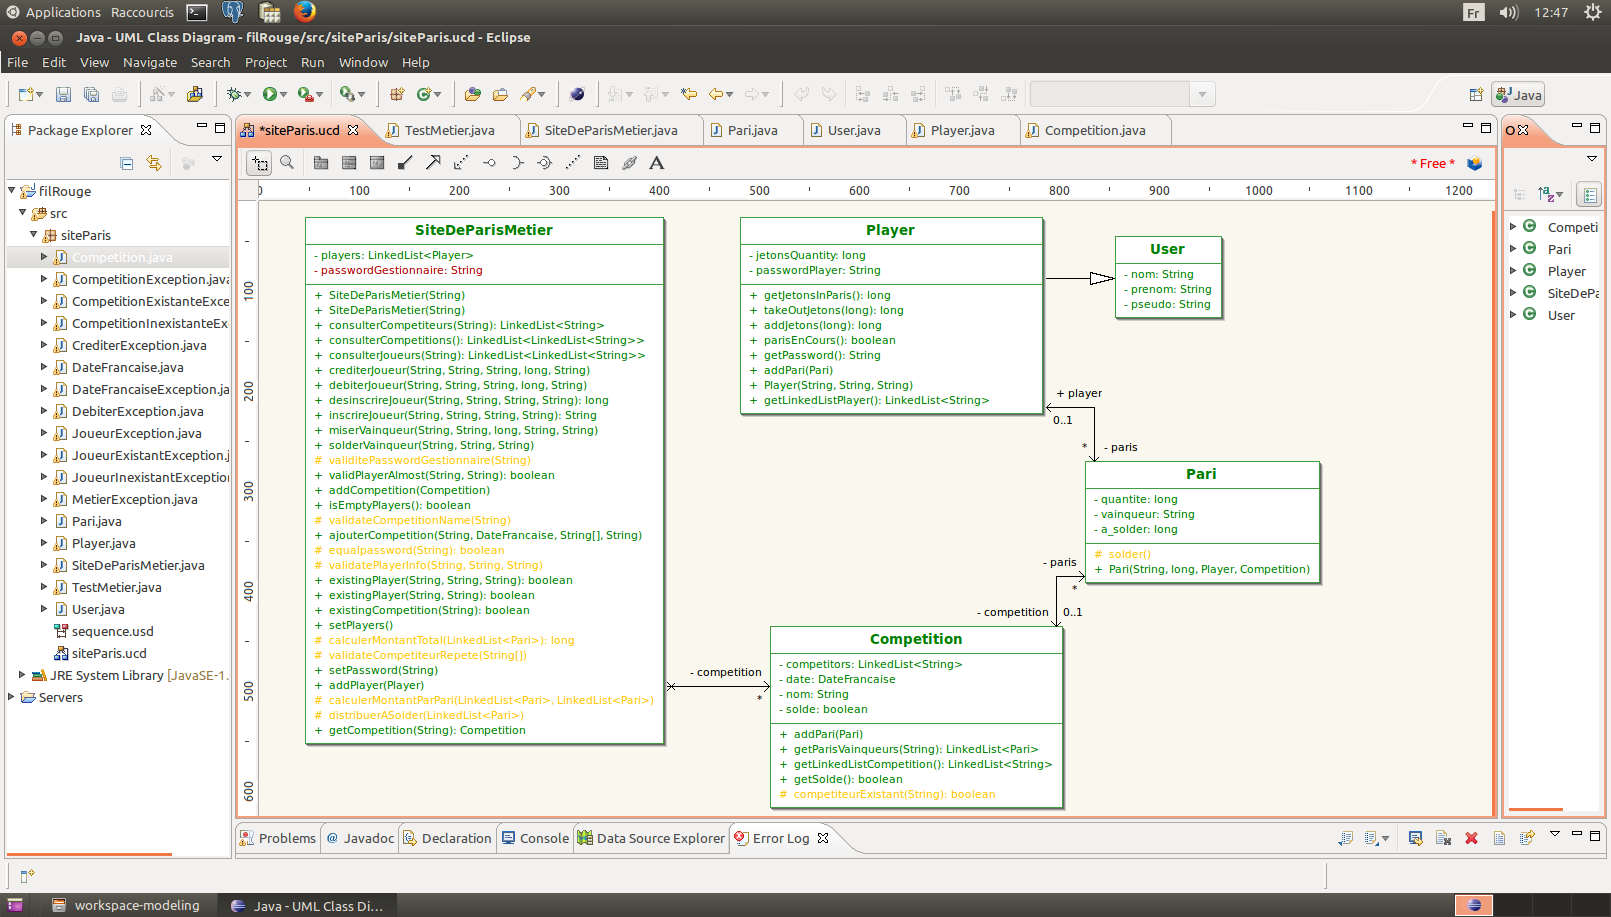 Applications Raccourcis Fr 12:47
Java - UML Class Diagram - filRouge/src/siteParis/siteParis.ucd - Eclipse
File Edit View Navigate Search Project Run Window Help
Java
Package Explorer
*siteParis.ucd TestMetier.java SiteDeParisMetier.java Pari.java User.java Player.java Competition.java
O
* Free *
0 100 200 300 400 500 600 700 800 900 1000 1100 1200
100
200
300
400
500
600
filRouge
src
siteParis
Competition.java
CompetitionException.java
CompetitionExistanteExce
CompetitionInexistanteEx
CrediterException.java
DateFrancaise.java
DateFrancaiseException.ja
DebiterException.java
JoueurException.java
JoueurExistantException.j
JoueurInexistantException
MetierException.java
Pari.java
Player.java
SiteDeParisMetier.java
TestMetier.java
User.java
sequence.usd
siteParis.ucd
JRE System Library [JavaSE-1.
Servers
SiteDeParisMetier
- players: LinkedList<Player>
- passwordGestionnaire: String
+ SiteDeParisMetier(String)
+ SiteDeParisMetier(String)
+ consulterCompetiteurs(String): LinkedList<String>
+ consulterCompetitions(): LinkedList<LinkedList<String>>
+ consulterJoueurs(String): LinkedList<LinkedList<String>>
+ crediterJoueur(String, String, String, long, String)
+ debiterJoueur(String, String, String, long, String)
+ desinscrireJoueur(String, String, String, String): long
+ inscrireJoueur(String, String, String, String): String
+ miserVainqueur(String, String, long, String, String)
+ solderVainqueur(String, String, String)
# validitePasswordGestionnaire(String)
+ validPlayerAlmost(String, String): boolean
+ addCompetition(Competition)
+ isEmptyPlayers(): boolean
# validateCompetitionName(String)
+ ajouterCompetition(String, DateFrancaise, String[], String)
# equalpassword(String): boolean
# validatePlayerInfo(String, String, String)
+ existingPlayer(String, String, String): boolean
+ existingPlayer(String, String): boolean
+ existingCompetition(String): boolean
+ setPlayers()
# calculerMontantTotal(LinkedList<Pari>): long
# validateCompetiteurRepete(String[])
+ setPassword(String)
+ addPlayer(Player)
# calculerMontantParPari(LinkedList<Pari>, LinkedList<Pari>)
# distribuerASolder(LinkedList<Pari>)
+ getCompetition(String): Competition
Player
- jetonsQuantity: long
- passwordPlayer: String
+ getJetonsInParis(): long
+ takeOutJetons(long): long
+ addJetons(long): long
+ parisEnCours(): boolean
+ getPassword(): String
+ addPari(Pari)
+ Player(String, String, String)
+ getLinkedListPlayer(): LinkedList<String>
User
- nom: String
- prenom: String
- pseudo: String
+ player
0..1
* - paris
Pari
- quantite: long
- vainqueur: String
- a_solder: long
# solder()
+ Pari(String, long, Player, Competition)
- paris
*
- competition 0..1
Competition
- competitors: LinkedList<String>
- date: DateFrancaise
- nom: String
- solde: boolean
+ addPari(Pari)
+ getParisVainqueurs(String): LinkedList<Pari>
+ getLinkedListCompetition(): LinkedList<String>
+ getSolde(): boolean
# competiteurExistant(String): boolean
- competition
*
Competi
Pari
Player
SiteDePa
User
Problems @ Javadoc Declaration Console Data Source Explorer Error Log
workspace-modeling Java - UML Class Di...